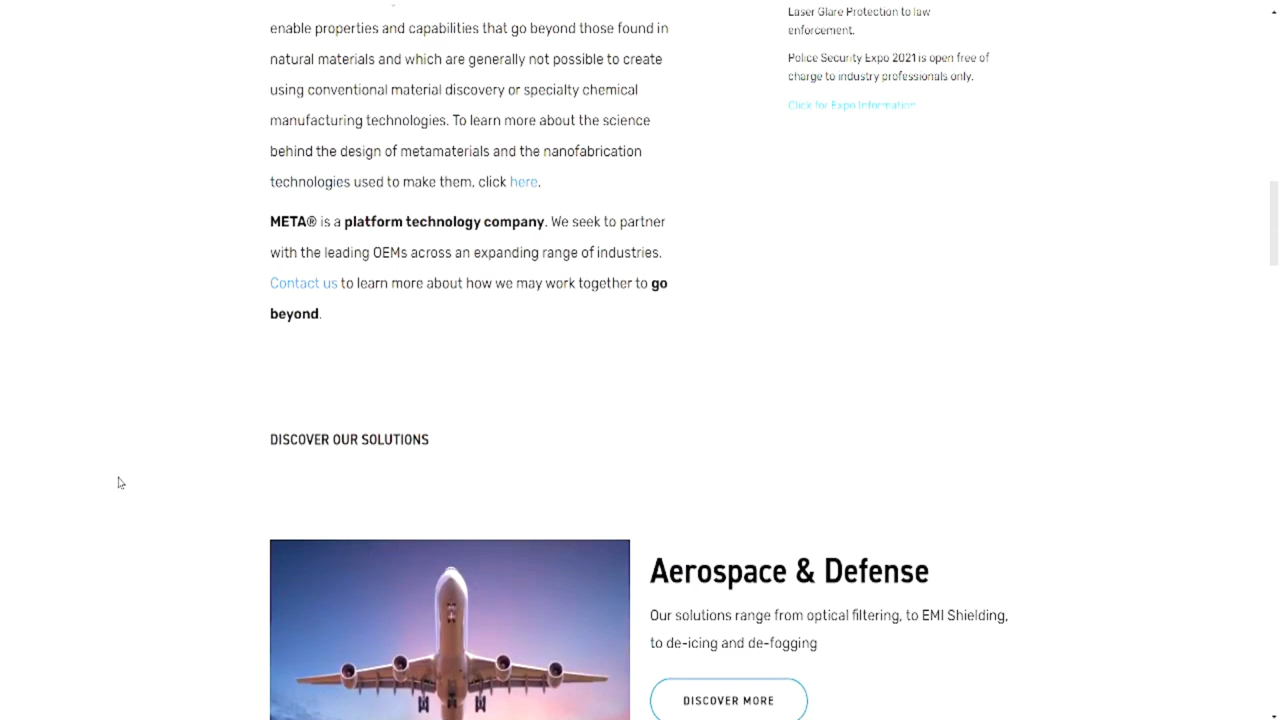 enable properties and capabilities that go beyond those found in
natural materials and which are generally not possible to create
using conventional material discovery or specialty chemical
manufacturing technologies. To learn more about the science
behind the design of metamaterials and the nanofabrication
technologies used to make them, click here.
META® is a platform technology company. We seek to partner
with the leading OEMs across an expanding range of industries.
Contact us to learn more about how we may work together to go
beyond.
Laser Glare Protection to law
enforcement.
Police Security Expo 2021 is open free of
charge to industry professionals only.
Click for Expo Information
DISCOVER OUR SOLUTIONS
Aerospace & Defense
Our solutions range from optical filtering, to EMI Shielding,
to de-icing and de-fogging
DISCOVER MORE